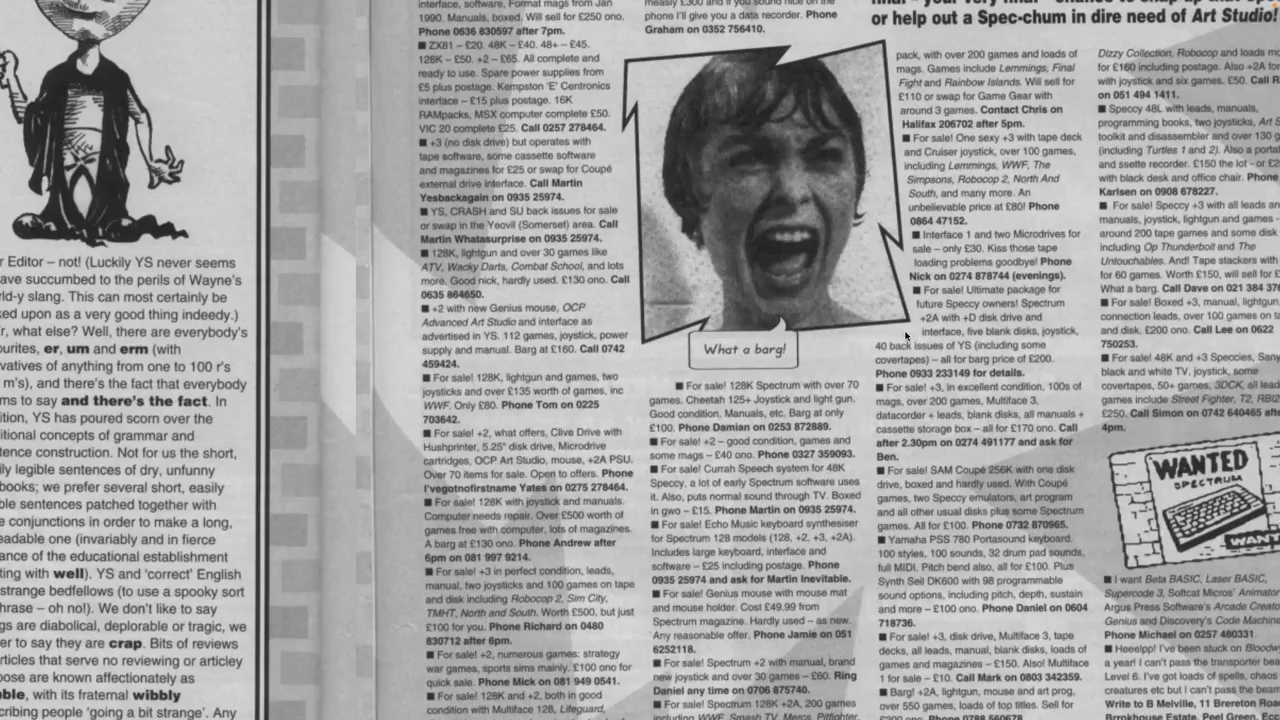 r Editor – not! (Luckily YS never seems
ave succumbed to the perils of Wayne's
ld-y slang. This can most certainly be
ked upon as a very good thing indeedy.)
r, what else? Well, there are everybody's
ourites, er, um and erm (with
vatives of anything from one to 100 r's
m's), and there's the fact that everybody
ms to say and there's the fact. In
ition, YS has poured scorn over the
itional concepts of grammar and
tence construction. Not for us the short,
ily legible sentences of dry, unfunny
books; we prefer several short, easily
ble sentences patched together with
e conjunctions in order to make a long,
eadable one (invariably and in fierce
ance of the educational establishment
ting with well). YS and 'correct' English
strange bedfellows (to use a spooky sort
hrase – oh no!). We don't like to say
gs are diabolical, deplorable or tragic, we
er to say they are crap. Bits of reviews
rticles that serve no reviewing or articley
pose are known affectionately as
ble, with its fraternal wibbly
cribing people 'going a bit strange'. Any
interface, software, Format mags from Jan
1990. Manuals, boxed. Will sell for £250 ono.
Phone 0636 830597 after 7pm.
■ ZX81 – £20. 48K – £40. 48+ – £45.
128K – £50. +2 – £65. All complete and
ready to use. Spare power supplies from
£5 plus postage. Kempston 'E' Centronics
interface – £15 plus postage. 16K
RAMpacks, MSX computer complete £50.
VIC 20 complete £25. Call 0257 278464.
■ +3 (no disk drive) but operates with
tape software, some cassette software
and magazines for £25 or swap for Coupé
external drive interface. Call Martin
Yesbackagain on 0935 25974.
■ YS, CRASH and SU back issues for sale
or swap in the Yeovil (Somerset) area. Call
Martin Whatasurprise on 0935 25974.
■ 128K, lightgun and over 30 games like
ATV, Wacky Darts, Combat School, and lots
more. Good nick, hardly used. £130 ono. Call
0635 864650.
■ +2 with new Genius mouse, OCP
Advanced Art Studio and interface as
advertised in YS. 112 games, joystick, power
supply and manual. Barg at £160. Call 0742
459424.
■ For sale! 128K, lightgun and games, two
joysticks and over £135 worth of games, inc
WWF. Only £80. Phone Tom on 0225
703642.
■ For sale! +2, what offers, Clive Drive with
Hushprinter, 5.25" disk drive, Microdrive
cartridges, OCP Art Studio, mouse, +2A PSU.
Over 70 items for sale. Open to offers. Phone
I'vegotnofirstname Yates on 0275 278464.
■ For sale! 128K with joystick and manuals.
Computer needs repair. Over £500 worth of
games free with computer, lots of magazines.
A barg at £130 ono. Phone Andrew after
6pm on 081 997 9214.
■ For sale! +3 in perfect condition, leads,
manual, two joysticks and 100 games on tape
and disk including Robocop 2, Sim City,
TMHT, North and South. Worth £500, but just
£100 for you. Phone Richard on 0480
830712 after 6pm.
■ For sale! +2, numerous games: strategy
war games, sports sims mainly. £100 ono for
quick sale. Phone Mick on 081 949 0541.
■ For sale! 128K and +2, both in good
condition with Multiface 128, Lifeguard,
measly £300 and if you sound nice on the
phone I'll give you a data recorder. Phone
Graham on 0352 756410.
What a barg!
■ For sale! 128K Spectrum with over 70
games. Cheetah 125+ Joystick and light gun.
Good condition, Manuals, etc. Barg at only
£100. Phone Damian on 0253 872889.
■ For sale! +2 – good condition, games and
some mags – £40 ono. Phone 0327 359093.
■ For sale! Currah Speech system for 48K
Speccy, a lot of early Spectrum software uses
it. Also, puts normal sound through TV. Boxed
in gwo – £15. Phone Martin on 0935 25974.
■ For sale! Echo Music keyboard synthesiser
for Spectrum 128 models (128, +2, +3, +2A).
Includes large keyboard, interface and
software – £25 including postage. Phone
0935 25974 and ask for Martin Inevitable.
■ For sale! Genius mouse with mouse mat
and mouse holder. Cost £49.99 from
Spectrum magazine. Hardly used – as new.
Any reasonable offer. Phone Jamie on 051
6252118.
■ For sale! Spectrum +2 with manual, brand
new joystick and over 30 games – £60. Ring
Daniel any time on 0706 875740.
■ For sale! Spectrum 128K +2A, 200 games
including WWF, Smash TV, Mercs, Pitfighter,
or help out a Spec-chum in dire need of Art Studio!
pack, with over 200 games and loads of
mags. Games include Lemmings, Final
Fight and Rainbow Islands. Will sell for
£110 or swap for Game Gear with
around 3 games. Contact Chris on
Halifax 206702 after 5pm.
■ For sale! One sexy +3 with tape deck
and Cruiser joystick, over 100 games,
including Lemmings, WWF, The
Simpsons, Robocop 2, North And
South, and many more. An
unbelievable price at £80! Phone
0864 47152.
■ Interface 1 and two Microdrives for
sale – only £30. Kiss those tape
loading problems goodbye! Phone
Nick on 0274 878744 (evenings).
■ For sale! Ultimate package for
future Speccy owners! Spectrum
+2A with +D disk drive and
interface, five blank disks, joystick,
40 back issues of YS (including some
covertapes) – all for barg price of £200.
Phone 0933 233149 for details.
■ For sale! +3, in excellent condition, 100s of
mags, over 200 games, Multiface 3,
datacorder + leads, blank disks, all manuals +
cassette storage box – all for £170 ono. Call
after 2.30pm on 0274 491177 and ask for
Ben.
■ For sale! SAM Coupé 256K with one disk
drive, boxed and hardly used. With Coupé
games, two Speccy emulators, art program
and all other usual disks plus some Spectrum
games. All for £100. Phone 0732 870965.
■ Yamaha PSS 780 Portasound keyboard.
100 styles, 100 sounds, 32 drum pad sounds,
full MIDI. Pitch bend also, all for £100. Plus
Synth Seil DK600 with 98 programmable
sound options, including pitch, depth, sustain
and more – £100 ono. Phone Daniel on 0604
718736.
■ For sale! +3, disk drive, Multiface 3, tape
decks, all leads, manual, blank disks, loads of
games and magazines – £150. Also! Multiface
1 for sale – £10. Call Mark on 0803 342359.
■ Barg! +2A, lightgun, mouse and art prog,
over 550 games, loads of top titles. Sell for
Dizzy Collection, Robocop and loads mo
for £160 including postage. Also +2A for
with joystick and six games, £50. Call R
on 051 494 1411.
■ Speccy 48L with leads, manuals,
programming books, two joysticks, Art S
toolkit and disassembler and over 130 g
(including Turtles 1 and 2). Also a portal
and ssette recorder. £150 the lot - or £2
with black desk and office chair. Phone
Karlsen on 0908 678227.
■ For sale! Speccy +3 with all leads an
manuals, joystick, lightgun and games -
around 200 tape games and some disk
including Op Thunderbolt and The
Untouchables. And! Tape stackers with
for 60 games. Worth £150, will sell for £
What a barg. Call Dave on 021 384 376
■ For sale! Boxed +3, manual, lightgun
connection leads, over 100 games on ta
and disk. £200 ono. Call Lee on 0622
750253.
■ For sale! 48K and +3 Speccies, Sany
black and white TV, joystick, some
covertapes, 50+ games, 3DCK, all lead
games include Street Fighter, T2, RBI2
£250. Call Simon on 0742 640465 afte
4pm.
WANTED
SPECTRUM
WANT
■ I want Beta BASIC, Laser BASIC,
Supercode 3, Softcat Micros' Animator
Argus Press Software's Arcade Creato
Genius and Discovery's Code Machine
Phone Michael on 0257 480331.
■ Heeelpp! I've been stuck on Bloodwy
a year! I can't pass the transporter bea
Level 6. I've got loads of spells, chaos
creatures etc but I can't pass the beam
Write to B Melville, 11 Brereton Roa